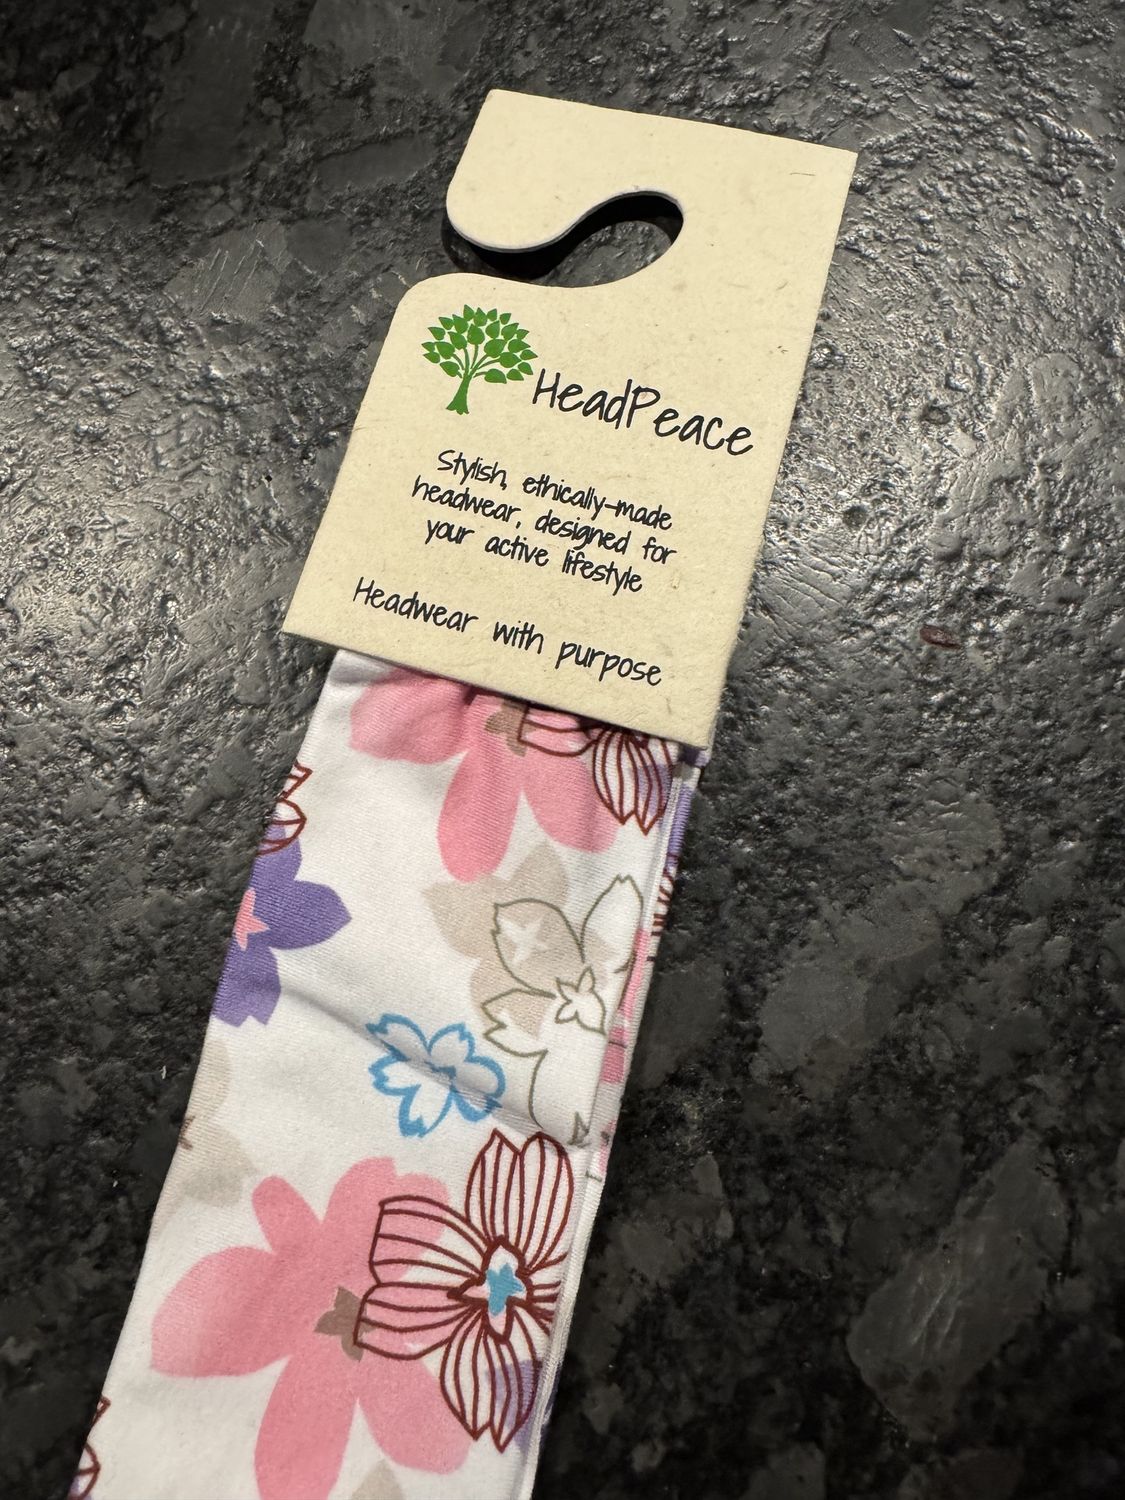 HeadPeace
Stylish, ethically-made
headwear, designed for
your active lifestyle
Headwear with purpose